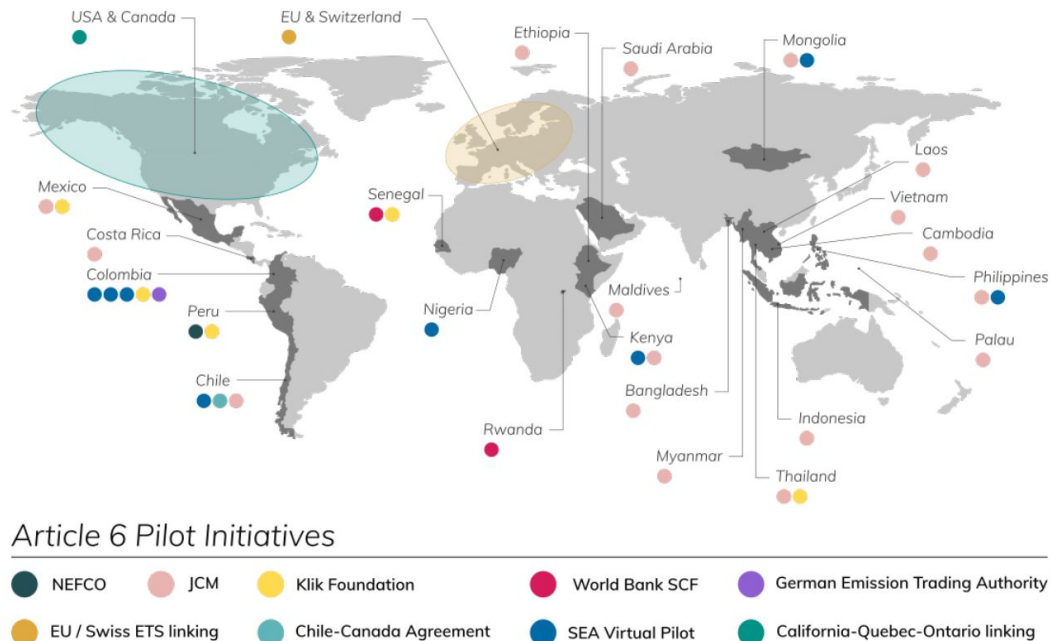 USA & Canada
EU & Switzerland
Ethiopia
Saudi Arabia
Mongolia
Laos
Mexico
Senegal
Vietnam
Costa Rica
Cambodia
Colombia
Philippines
Maldives
Peru
Nigeria
Kenya
Palau
Chile
Bangladesh
Indonesia
Rwanda
Myanmar
Thailand
Article 6 Pilot Initiatives
NEFCO
JCM
Klik Foundation
World Bank SCF
German Emission Trading Authority
EU / Swiss ETS linking
Chile-Canada Agreement
SEA Virtual Pilot
California-Quebec-Ontario linking